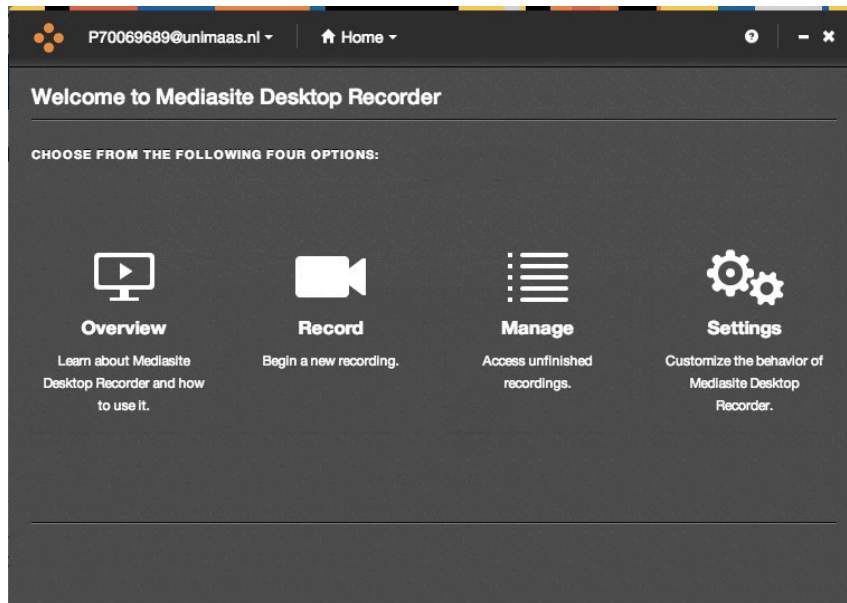 P70069689@unimaas.nl
Home
Welcome to Mediasite Desktop Recorder
CHOOSE FROM THE FOLLOWING FOUR OPTIONS:
Overview
Learn about Mediasite
Desktop Recorder and how
to use it.
Record
Begin a new recording.
Manage
Access unfinished
recordings.
Settings
Customize the behavior of
Mediasite Desktop
Recorder.